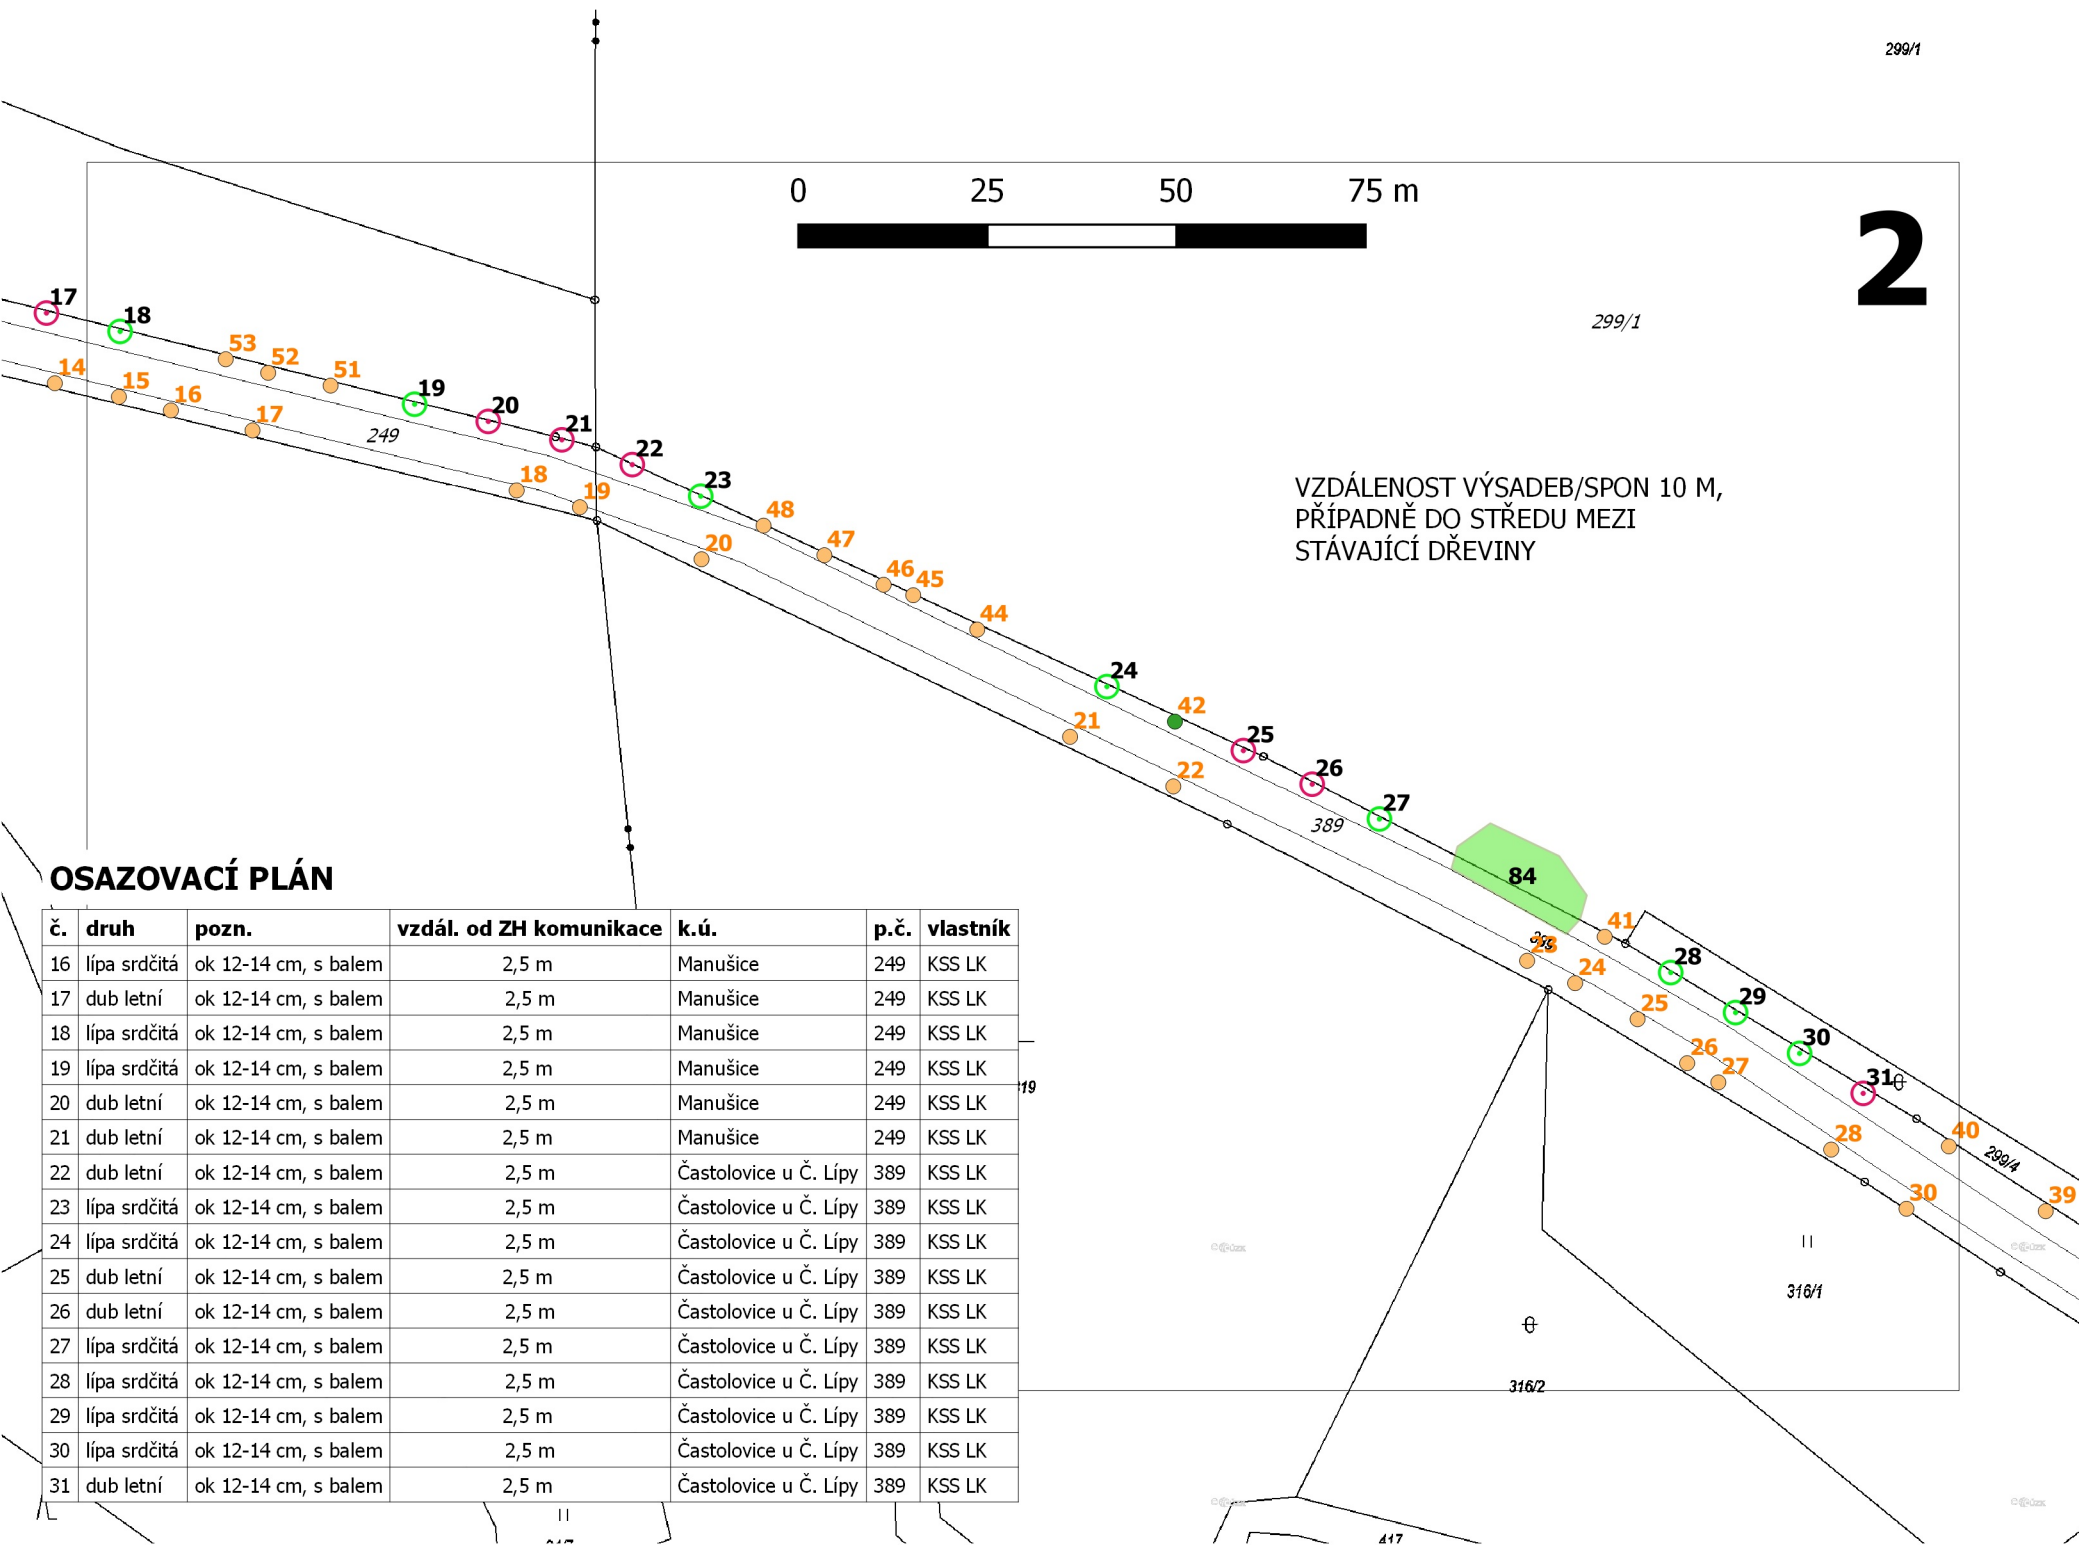 299/1
0 25 50 75 m
2
299/1
17
18
53
52
51
14
15
16
17
19
20
21
22
23
249
18
19
48
47
46
45
44
20
VZDÁLENOST VÝSADEB/SPON 10 M,
PŘÍPADNĚ DO STŘEDU MEZI
STÁVAJÍCÍ DŘEVINY
24
42
25
26
27
21
22
389
84
41
23
24
28
29
25
30
26
27
31
28
40
299/4
30
39
OSAZOVACÍ PLÁN
č. druh pozn. vzdál. od ZH komunikace k.ú. p.č. vlastník
16 lípa srdčitá ok 12-14 cm, s balem 2,5 m Manušice 249 KSS LK
17 dub letní ok 12-14 cm, s balem 2,5 m Manušice 249 KSS LK
18 lípa srdčitá ok 12-14 cm, s balem 2,5 m Manušice 249 KSS LK
19 lípa srdčitá ok 12-14 cm, s balem 2,5 m Manušice 249 KSS LK
20 dub letní ok 12-14 cm, s balem 2,5 m Manušice 249 KSS LK
21 dub letní ok 12-14 cm, s balem 2,5 m Manušice 249 KSS LK
22 dub letní ok 12-14 cm, s balem 2,5 m Častolovice u Č. Lípy 389 KSS LK
23 lípa srdčitá ok 12-14 cm, s balem 2,5 m Častolovice u Č. Lípy 389 KSS LK
24 lípa srdčitá ok 12-14 cm, s balem 2,5 m Častolovice u Č. Lípy 389 KSS LK
25 dub letní ok 12-14 cm, s balem 2,5 m Častolovice u Č. Lípy 389 KSS LK
26 dub letní ok 12-14 cm, s balem 2,5 m Častolovice u Č. Lípy 389 KSS LK
27 lípa srdčitá ok 12-14 cm, s balem 2,5 m Častolovice u Č. Lípy 389 KSS LK
28 lípa srdčitá ok 12-14 cm, s balem 2,5 m Častolovice u Č. Lípy 389 KSS LK
29 lípa srdčitá ok 12-14 cm, s balem 2,5 m Častolovice u Č. Lípy 389 KSS LK
30 lípa srdčitá ok 12-14 cm, s balem 2,5 m Častolovice u Č. Lípy 389 KSS LK
31 dub letní ok 12-14 cm, s balem 2,5 m Častolovice u Č. Lípy 389 KSS LK
316/1
316/2